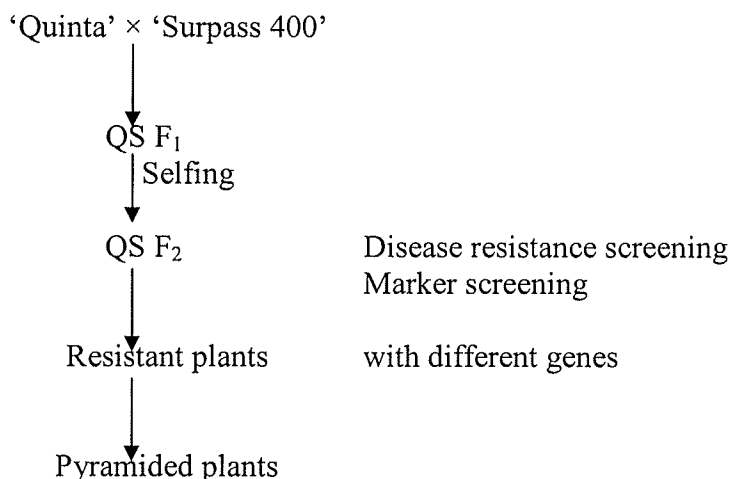 ‘Quinta’ × ‘Surpass 400’
QS F₁
Selfing
QS F₂ Disease resistance screening
Marker screening
Resistant plants with different genes
Pyramided plants